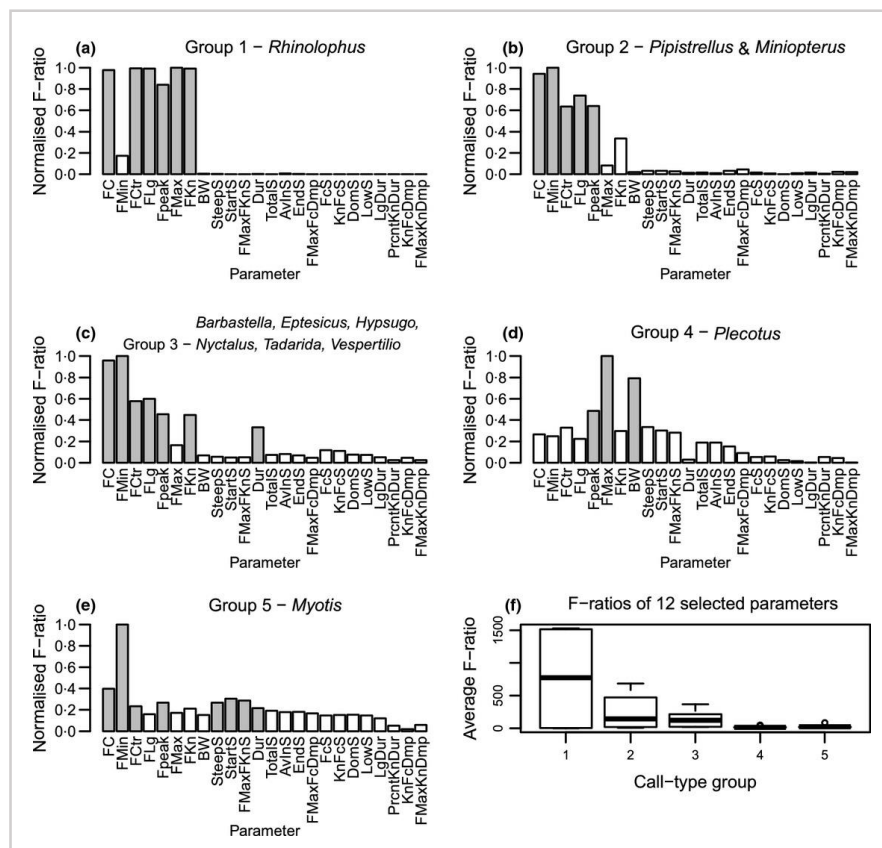 (a) Group 1 – Rhinolophus
Normalised F–ratio
1·0
0·8
0·6
0·4
0·2
0·0
FC
FMin
FCtr
FLg
Fpeak
FMax
FKn
BW
SteepS
StartS
FMaxFKnS
Dur
TotalS
AvlnS
EndS
FMaxFcDmp
FcS
KnFcS
DomS
LowS
LgDur
PrcntKnDur
KnFcDmp
FMaxKnDmp
Parameter
(b) Group 2 – Pipistrellus & Miniopterus
Normalised F–ratio
1·0
0·8
0·6
0·4
0·2
0·0
FC
FMin
FCtr
FLg
Fpeak
FMax
FKn
BW
SteepS
StartS
FMaxFKnS
Dur
TotalS
AvlnS
EndS
FMaxFcDmp
FcS
KnFcS
DomS
LowS
LgDur
PrcntKnDur
KnFcDmp
FMaxKnDmp
Parameter
(c) Barbastella, Eptesicus, Hypsugo,
Group 3 – Nyctalus, Tadarida, Vespertilio
Normalised F–ratio
1·0
0·8
0·6
0·4
0·2
0·0
FC
FMin
FCtr
FLg
Fpeak
FMax
FKn
BW
SteepS
StartS
FMaxFKnS
Dur
TotalS
AvlnS
EndS
FMaxFcDmp
FcS
KnFcS
DomS
LowS
LgDur
PrcntKnDur
KnFcDmp
FMaxKnDmp
Parameter
(d) Group 4 – Plecotus
Normalised F–ratio
1·0
0·8
0·6
0·4
0·2
0·0
FC
FMin
FCtr
FLg
Fpeak
FMax
FKn
BW
SteepS
StartS
FMaxFKnS
Dur
TotalS
AvlnS
EndS
FMaxFcDmp
FcS
KnFcS
DomS
LowS
LgDur
PrcntKnDur
KnFcDmp
FMaxKnDmp
Parameter
(e) Group 5 – Myotis
Normalised F–ratio
1·0
0·8
0·6
0·4
0·2
0·0
FC
FMin
FCtr
FLg
Fpeak
FMax
FKn
BW
SteepS
StartS
FMaxFKnS
Dur
TotalS
AvlnS
EndS
FMaxFcDmp
FcS
KnFcS
DomS
LowS
LgDur
PrcntKnDur
KnFcDmp
FMaxKnDmp
Parameter
(f) F–ratios of 12 selected parameters
Average F–ratio
1500
500
0
1 2 3 4 5
Call–type group